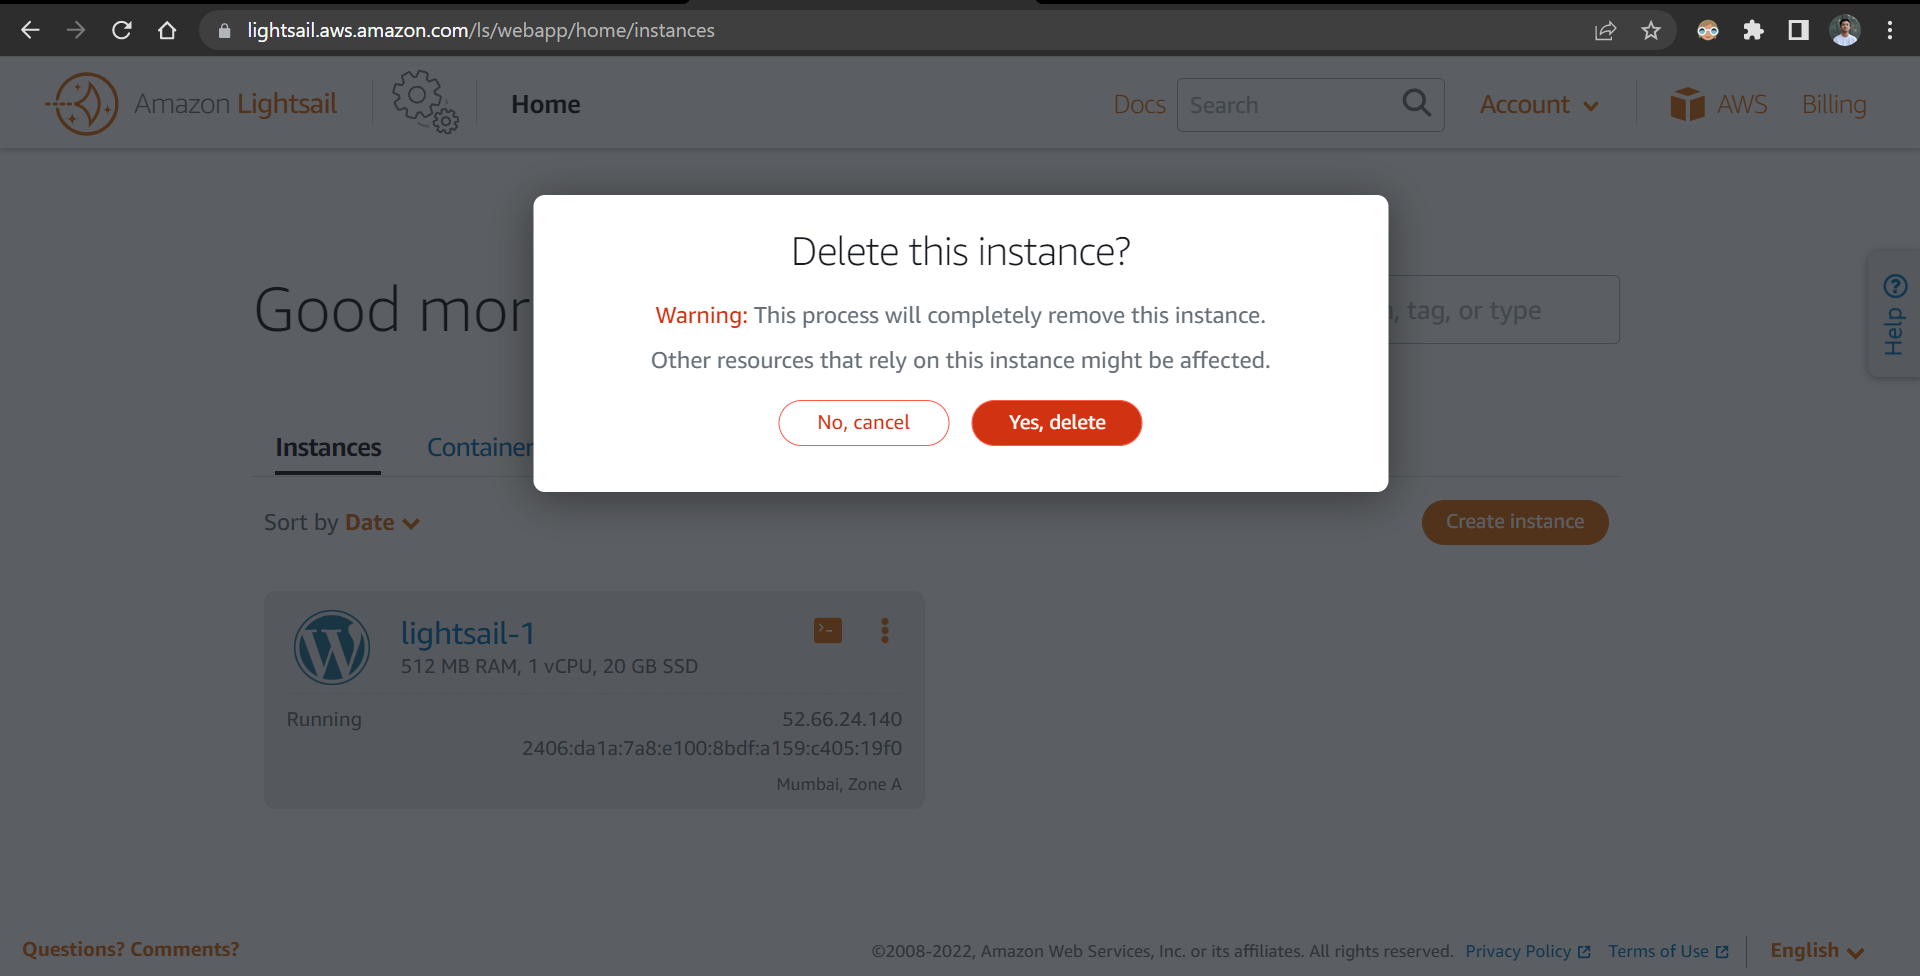 lightsail.aws.amazon.com/ls/webapp/home/instances
Amazon Lightsail
Home
Docs
Search
Account
AWS
Billing
Delete this instance?
Warning: This process will completely remove this instance.
Other resources that rely on this instance might be affected.
No, cancel
Yes, delete
Good mor
, tag, or type
Help
Instances
Container
Sort by Date
Create instance
lightsail-1
512 MB RAM, 1 vCPU, 20 GB SSD
Running
52.66.24.140
2406:da1a:7a8:e100:8bdf:a159:c405:19f0
Mumbai, Zone A
Questions? Comments?
©2008-2022, Amazon Web Services, Inc. or its affiliates. All rights reserved.
Privacy Policy
Terms of Use
English